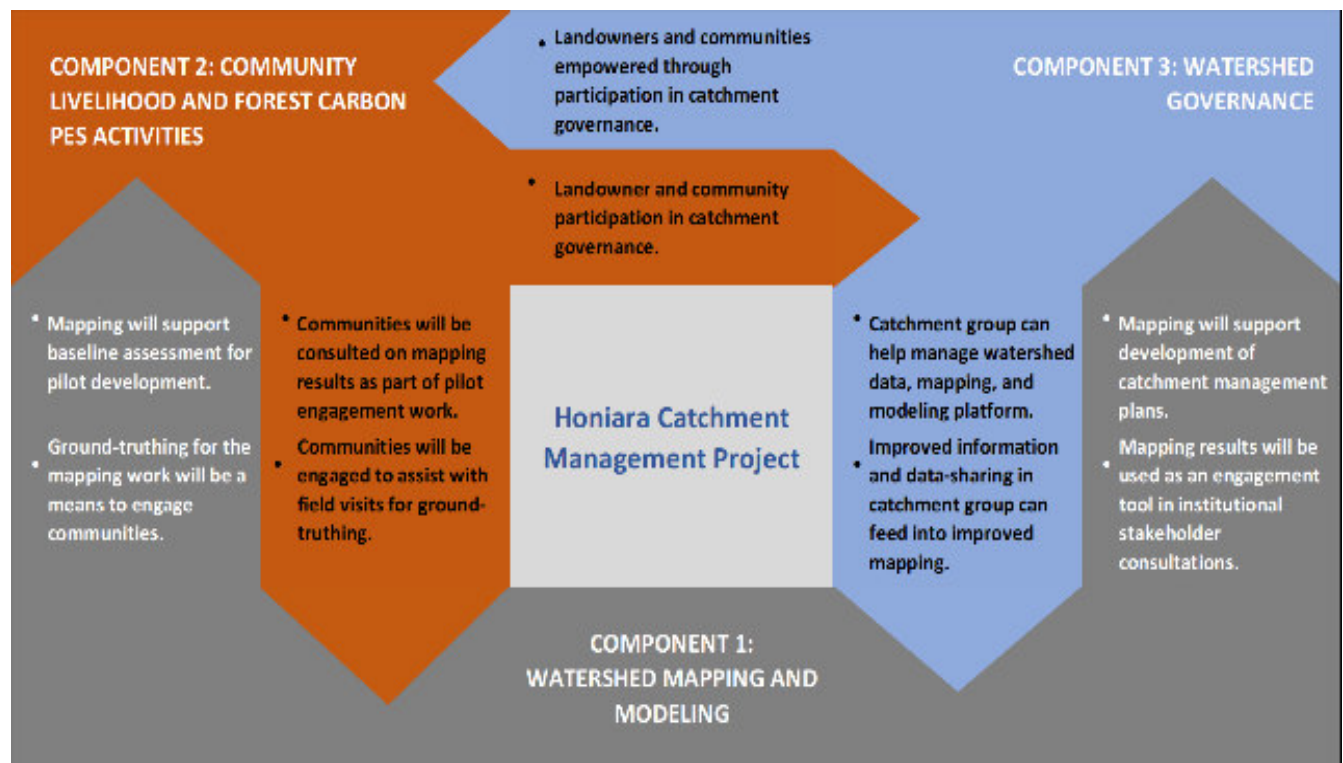 COMPONENT 2: COMMUNITY
LIVELIHOOD AND FOREST CARBON
PES ACTIVITIES
• Landowners and communities
empowered through
participation in catchment
governance.
COMPONENT 3: WATERSHED
GOVERNANCE
• Landowner and community
participation in catchment
governance.
• Mapping will support
baseline assessment for
pilot development.
Ground-truthing for the
• mapping work will be a
means to engage
communities.
• Communities will be
consulted on mapping
results as part of pilot
engagement work.
Communities will be
• engaged to assist with
field visits for ground-
truthing.
Honiara Catchment
Management Project
• Catchment group can
help manage watershed
data, mapping, and
modeling platform.
Improved information
• and data-sharing in
catchment group can
feed into improved
mapping.
• Mapping will support
development of
catchment management
plans.
Mapping results will be
• used as an engagement
tool in institutional
stakeholder
consultations.
COMPONENT 1:
WATERSHED MAPPING AND
MODELING